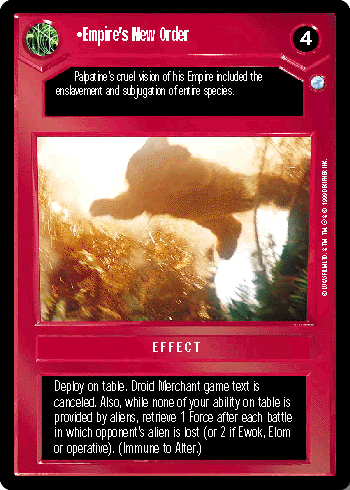 •Empire's New Order
4
Palpatine's cruel vision of his Empire included the
enslavement and subjugation of entire species.
EFFECT
Deploy on table. Droid Merchant game text is
canceled. Also, while none of your ability on table is
provided by aliens, retrieve 1 Force after each battle
in which opponent's alien is lost (or 2 if Ewok, Elom
or operative). (Immune to Alter.)